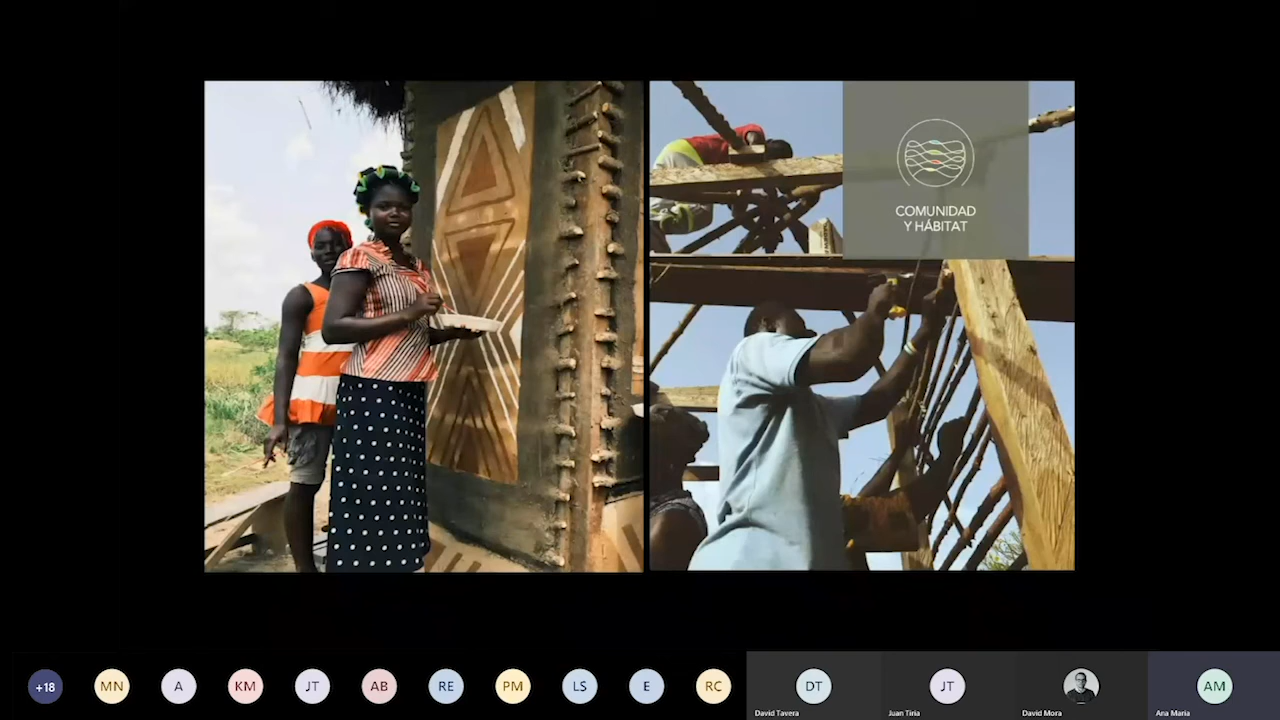 COMUNIDAD
Y HÁBITAT
+18
MN
A
KM
JT
AB
RE
PM
LS
E
RC
DT
David Tavera
JT
Juan Tiria
David Mora
AM
Ana Maria